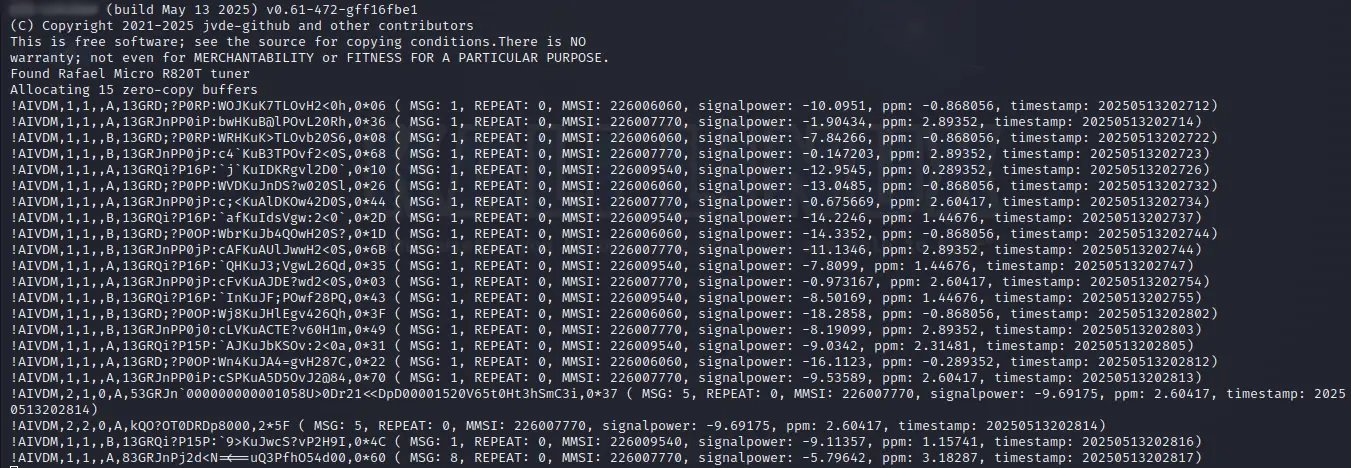 (build May 13 2025) v0.61-472-gff16fbe1
(C) Copyright 2021-2025 jvde-github and other contributors
This is free software; see the source for copying conditions.There is NO
warranty; not even for MERCHANTABILITY or FITNESS FOR A PARTICULAR PURPOSE.
Found Rafael Micro R820T tuner
Allocating 15 zero-copy buffers
!AIVDM,1,1,,A,13GRD;?P0RP:WOJKuK7TLOvH2<0h,0*06 ( MSG: 1, REPEAT: 0, MMSI: 226006060, signalpower: -10.0951, ppm: -0.868056, timestamp: 20250513202712)
!AIVDM,1,1,,A,13GRJnPP0iP:bwHKuB@lPOvL20Rh,0*36 ( MSG: 1, REPEAT: 0, MMSI: 226007770, signalpower: -1.90434, ppm: 2.89352, timestamp: 20250513202714)
!AIVDM,1,1,,B,13GRD;?P0RP:WRHKuK>TLOvb20S6,0*08 ( MSG: 1, REPEAT: 0, MMSI: 226006060, signalpower: -7.84266, ppm: -0.868056, timestamp: 20250513202722)
!AIVDM,1,1,,B,13GRJnPP0jP:c4`KuB3TPOvf2<0S,0*68 ( MSG: 1, REPEAT: 0, MMSI: 226007770, signalpower: -0.147203, ppm: 2.89352, timestamp: 20250513202723)
!AIVDM,1,1,,A,13GRQi?P16P:`j`KuIDKRgvl2D0`,0*10 ( MSG: 1, REPEAT: 0, MMSI: 226009540, signalpower: -12.9545, ppm: 0.289352, timestamp: 20250513202726)
!AIVDM,1,1,,A,13GRD;?P0PP:WVDKuJnDS?w020Sl,0*26 ( MSG: 1, REPEAT: 0, MMSI: 226006060, signalpower: -13.0485, ppm: -0.868056, timestamp: 20250513202732)
!AIVDM,1,1,,A,13GRJnPP0jP:c;<KuAlDKOw42D0S,0*44 ( MSG: 1, REPEAT: 0, MMSI: 226007770, signalpower: -0.675669, ppm: 2.60417, timestamp: 20250513202734)
!AIVDM,1,1,,B,13GRQi?P16P:`afKuIdsVgw:2<0`,0*2D ( MSG: 1, REPEAT: 0, MMSI: 226009540, signalpower: -14.2246, ppm: 1.44676, timestamp: 20250513202737)
!AIVDM,1,1,,B,13GRD;?P0OP:WbrKuJb4QOwH20S?,0*1D ( MSG: 1, REPEAT: 0, MMSI: 226006060, signalpower: -14.3352, ppm: -0.868056, timestamp: 20250513202744)
!AIVDM,1,1,,B,13GRJnPP0jP:cAFKuAUlJwwH2<0S,0*6B ( MSG: 1, REPEAT: 0, MMSI: 226007770, signalpower: -11.1346, ppm: 2.89352, timestamp: 20250513202744)
!AIVDM,1,1,,A,13GRQi?P16P:`QHKuJ3;VgwL26Qd,0*35 ( MSG: 1, REPEAT: 0, MMSI: 226009540, signalpower: -7.8099, ppm: 1.44676, timestamp: 20250513202747)
!AIVDM,1,1,,A,13GRJnPP0jP:cFvKuAJDE?wd2<0S,0*03 ( MSG: 1, REPEAT: 0, MMSI: 226007770, signalpower: -0.973167, ppm: 2.60417, timestamp: 20250513202754)
!AIVDM,1,1,,B,13GRQi?P16P:`InKuJF;POwf28PQ,0*43 ( MSG: 1, REPEAT: 0, MMSI: 226009540, signalpower: -8.50169, ppm: 1.44676, timestamp: 20250513202755)
!AIVDM,1,1,,B,13GRD;?P0OP:Wj8KuJHlEgv426Qh,0*3F ( MSG: 1, REPEAT: 0, MMSI: 226006060, signalpower: -18.2858, ppm: -0.868056, timestamp: 20250513202802)
!AIVDM,1,1,,B,13GRJnPP0j0:cLVKuACTE?v60H1m,0*49 ( MSG: 1, REPEAT: 0, MMSI: 226007770, signalpower: -8.19099, ppm: 2.89352, timestamp: 20250513202803)
!AIVDM,1,1,,A,13GRQi?P15P:`AJKuJbKSOv:2<0a,0*31 ( MSG: 1, REPEAT: 0, MMSI: 226009540, signalpower: -9.0342, ppm: 2.31481, timestamp: 20250513202805)
!AIVDM,1,1,,A,13GRD;?P0OP:Wn4KuJA4=gvH287C,0*22 ( MSG: 1, REPEAT: 0, MMSI: 226006060, signalpower: -16.1123, ppm: -0.289352, timestamp: 20250513202812)
!AIVDM,1,1,,A,13GRJnPP0iP:cSPKuA5D5OvJ2@84,0*70 ( MSG: 1, REPEAT: 0, MMSI: 226007770, signalpower: -9.53589, ppm: 2.60417, timestamp: 20250513202813)
!AIVDM,2,1,0,A,53GRJn`000000000001058U>0Dr21<<DpD00001520V65t0Ht3hSmC3i,0*37 ( MSG: 5, REPEAT: 0, MMSI: 226007770, signalpower: -9.69175, ppm: 2.60417, timestamp: 2025
0513202814)
!AIVDM,2,2,0,A,kQO?OT0DRDp8000,2*5F ( MSG: 5, REPEAT: 0, MMSI: 226007770, signalpower: -9.69175, ppm: 2.60417, timestamp: 20250513202814)
!AIVDM,1,1,,B,13GRQi?P15P:`9>KuJwcS?vP2H9I,0*4C ( MSG: 1, REPEAT: 0, MMSI: 226009540, signalpower: -9.11357, ppm: 1.15741, timestamp: 20250513202816)
!AIVDM,1,1,,A,83GRJnPj2d<N=<==uQ3PfhO54d00,0*60 ( MSG: 8, REPEAT: 0, MMSI: 226007770, signalpower: -5.79642, ppm: 3.18287, timestamp: 20250513202817)